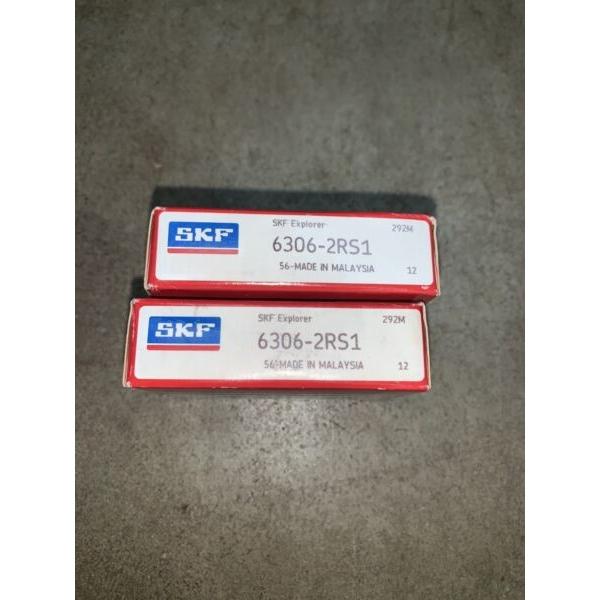 SKF
SKF Explorer 292M
6306-2RS1
56-MADE IN MALAYSIA 12
SKF
SKF Explorer 292M
6306-2RS1
56-MADE IN MALAYSIA 12